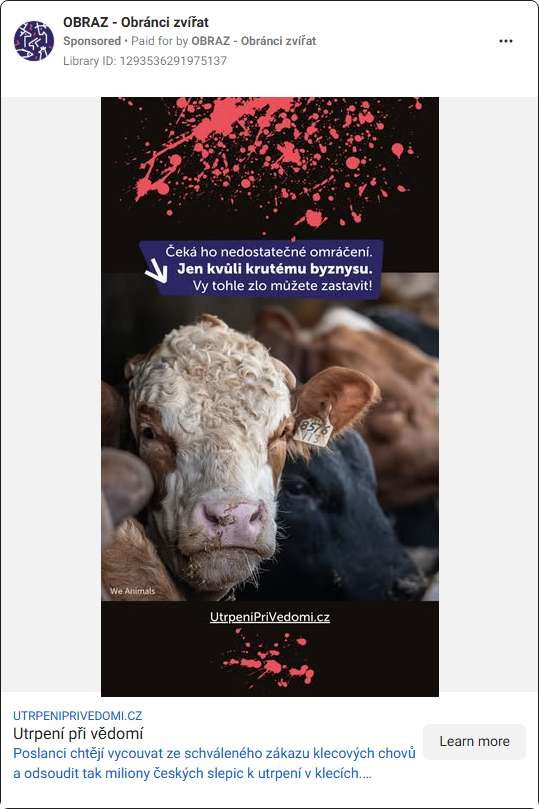 OBRAZ - Obránci zvířat
Sponsored • Paid for by OBRAZ - Obránci zvířat
Library ID: 1293536291975137
Čeká ho nedostatečné omráčení.
Jen kvůli krutému byznysu.
Vy tohle zlo můžete zastavit!
We Animals
UtrpeniPriVedomi.cz
UTRPENIPRIVEDOMI.CZ
Utrpení při vědomí
Poslanci chtějí vycouvat ze schváleného zákazu klecových chovů
a odsoudit tak miliony českých slepic k utrpení v klecích....
Learn more